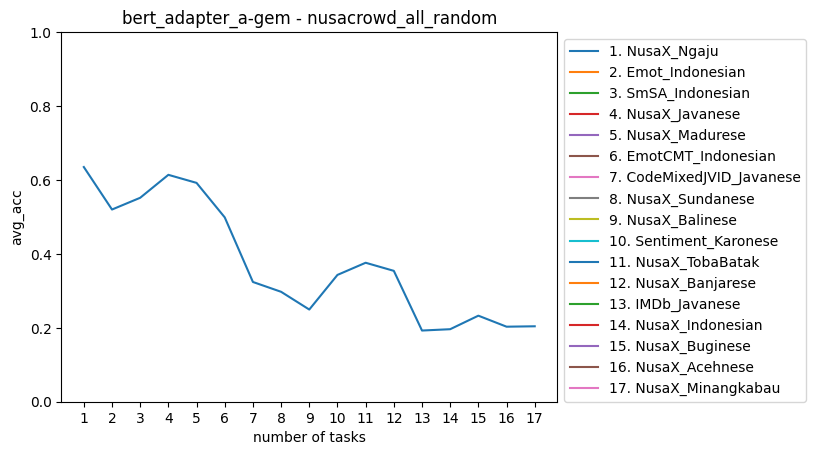 bert_adapter_a-gem - nusacrowd_all_random
1.0
0.8
0.6
0.4
0.2
0.0
avg_acc
1 2 3 4 5 6 7 8 9 10 11 12 13 14 15 16 17
number of tasks
1. NusaX_Ngaju
2. Emot_Indonesian
3. SmSA_Indonesian
4. NusaX_Javanese
5. NusaX_Madurese
6. EmotCMT_Indonesian
7. CodeMixedJVID_Javanese
8. NusaX_Sundanese
9. NusaX_Balinese
10. Sentiment_Karonese
11. NusaX_TobaBatak
12. NusaX_Banjarese
13. IMDb_Javanese
14. NusaX_Indonesian
15. NusaX_Buginese
16. NusaX_Acehnese
17. NusaX_Minangkabau